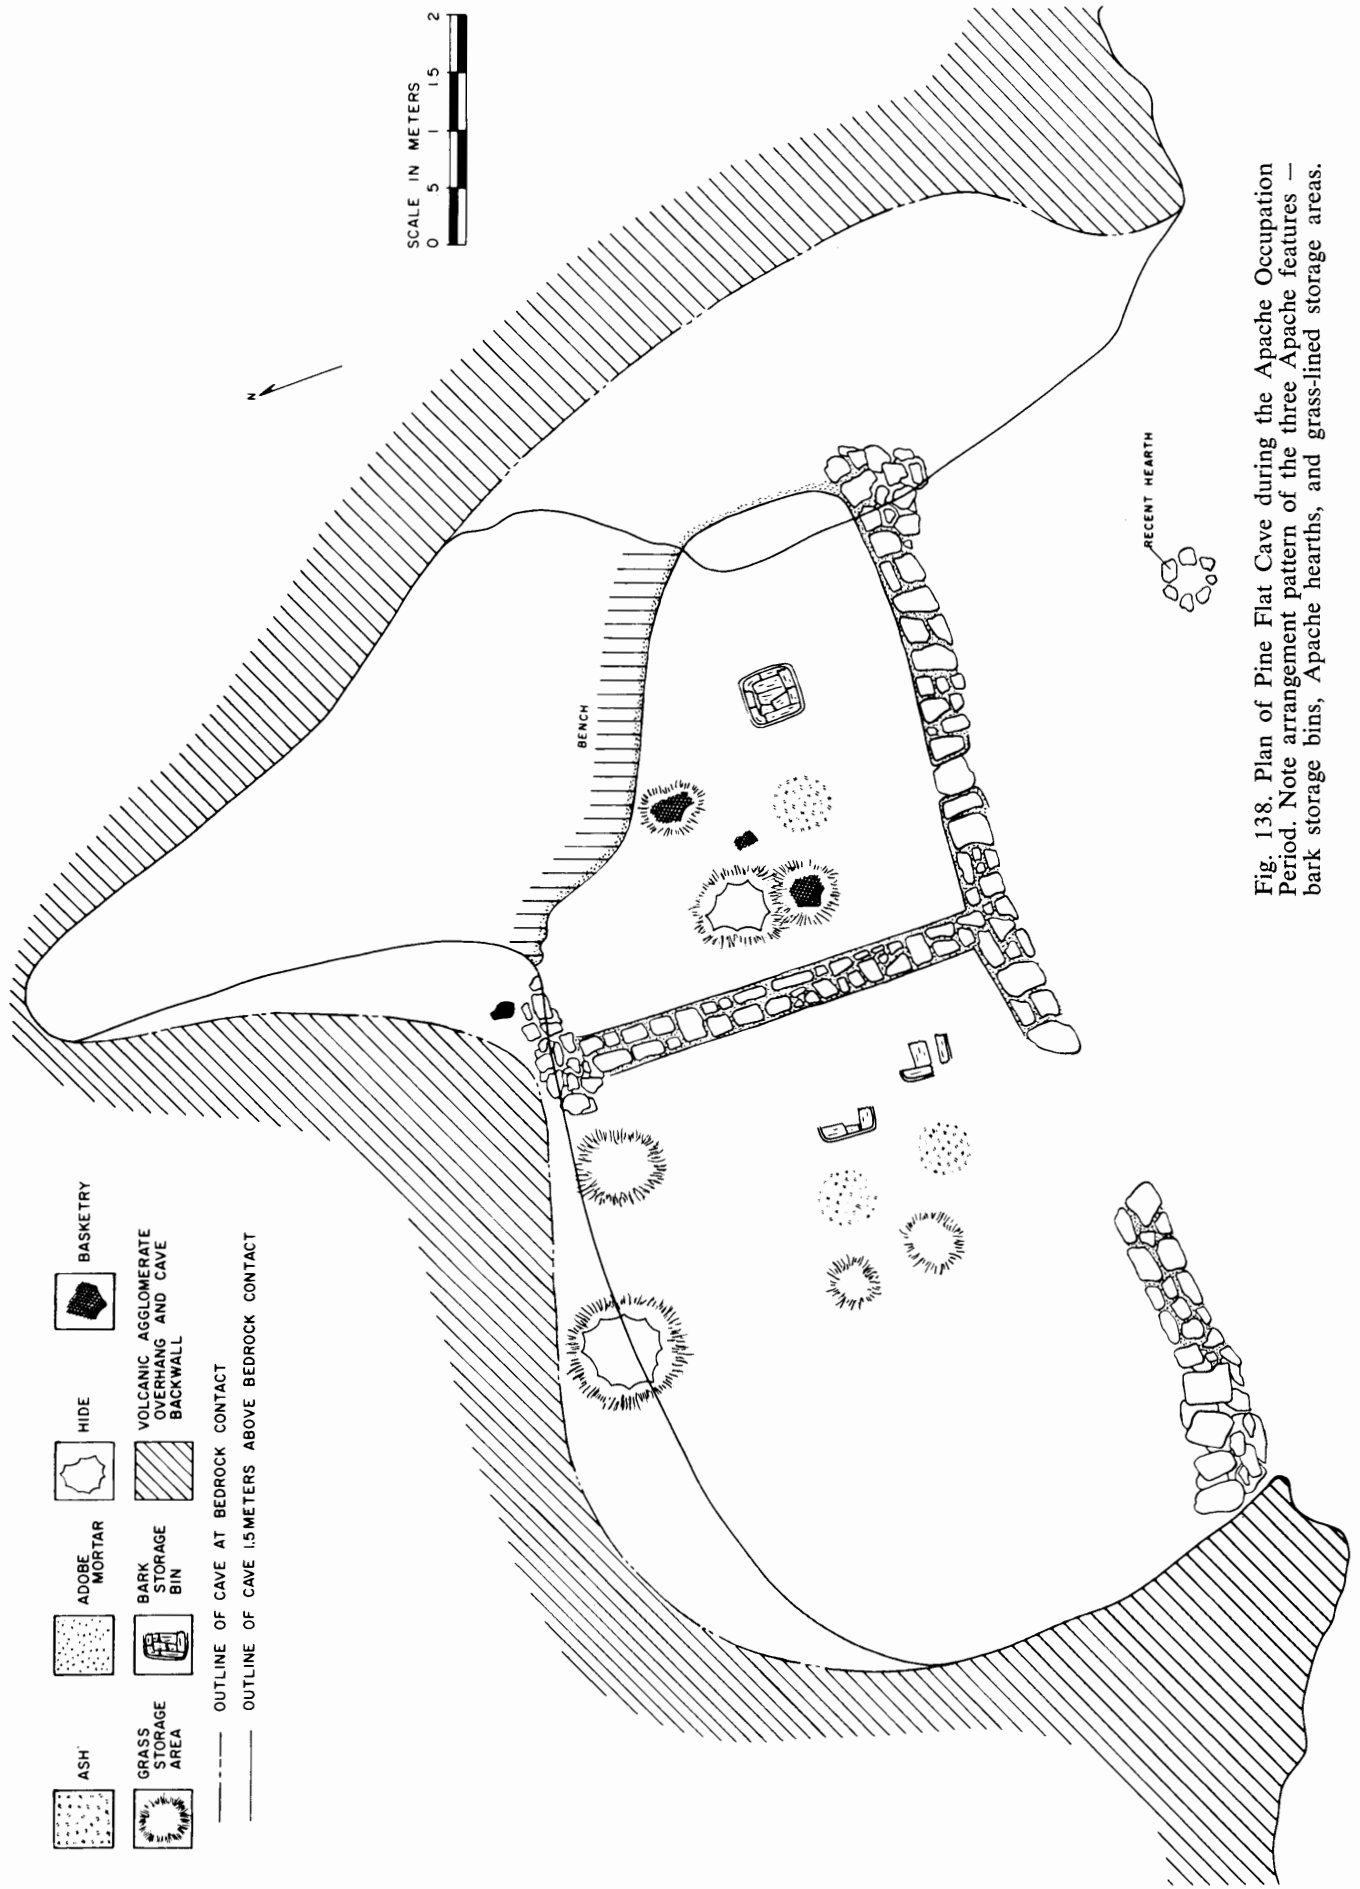 ASH
ADOBE
MORTAR
HIDE
BASKETRY
GRASS
STORAGE
AREA
BARK
STORAGE
BIN
VOLCANIC AGGLOMERATE
OVERHANG AND CAVE
BACKWALL
OUTLINE OF CAVE AT BEDROCK CONTACT
OUTLINE OF CAVE 1.5 METERS ABOVE BEDROCK CONTACT
N
SCALE IN METERS
0 .5 1 1.5 2
BENCH
RECENT HEARTH
Fig. 138. Plan of Pine Flat Cave during the Apache Occupation
Period. Note arrangement pattern of the three Apache features —
bark storage bins, Apache hearths, and grass-lined storage areas.